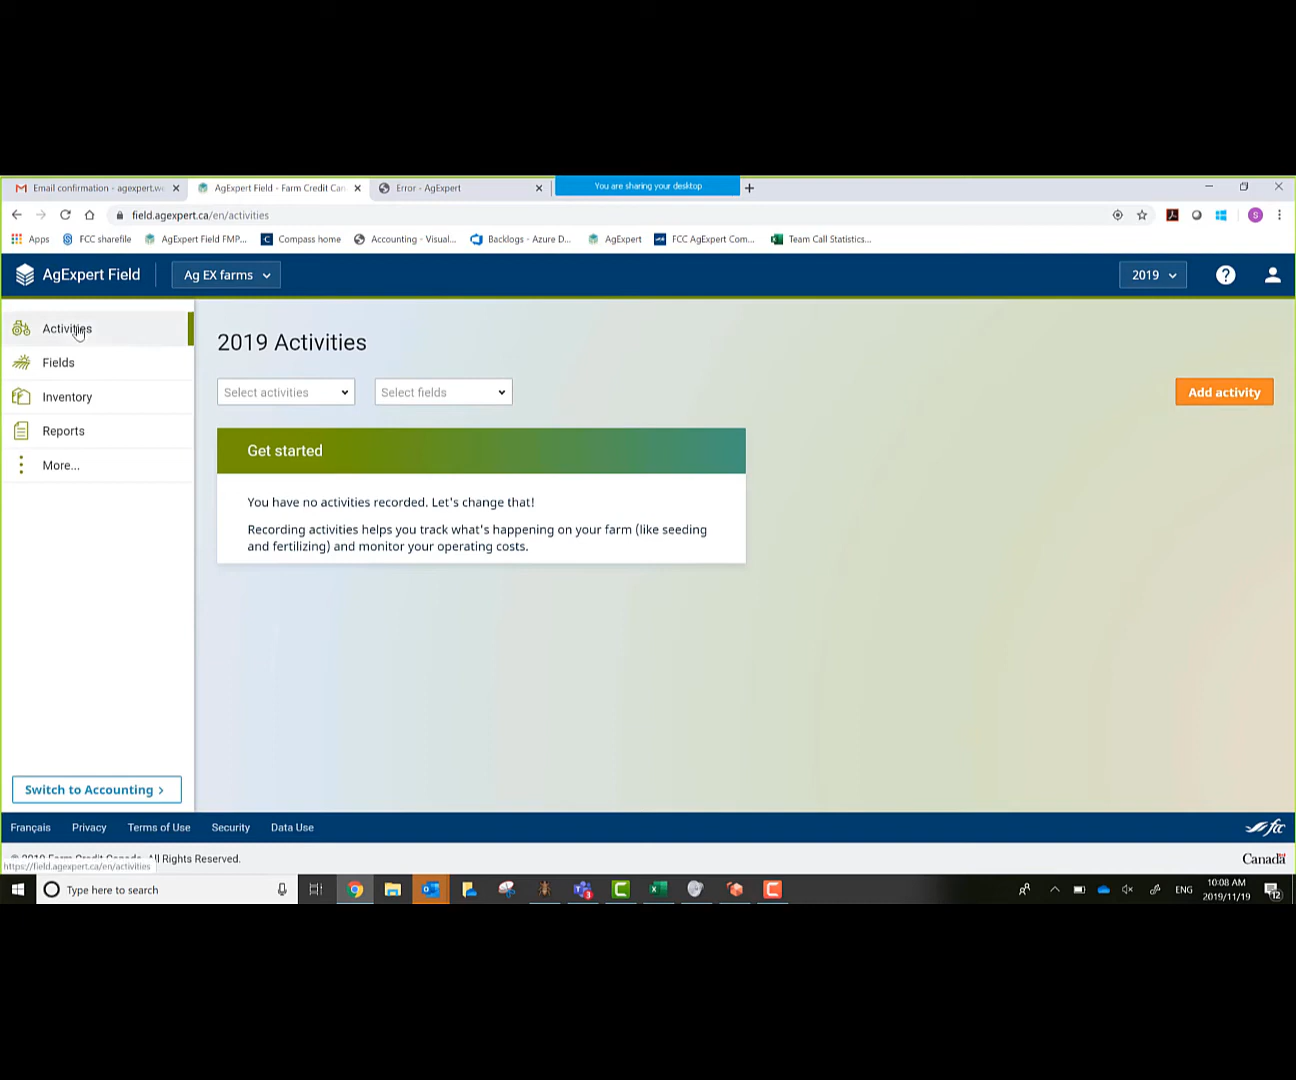 Email confirmation - agexpert.w
AgExpert Field - Farm Credit Can
Error - AgExpert
You are sharing your desktop
field.agexpert.ca/en/activities
Apps
FCC sharefile
AgExpert Field FMP...
Compass home
Accounting - Visual...
Backlogs - Azure D...
AgExpert
FCC AgExpert Com...
Team Call Statistics...
AgExpert Field
Ag EX farms
2019
Activities
Fields
Inventory
Reports
More...
2019 Activities
Select activities
Select fields
Add activity
Get started
You have no activities recorded. Let's change that!
Recording activities helps you track what's happening on your farm (like seeding
and fertilizing) and monitor your operating costs.
Switch to Accounting >
Français
Privacy
Terms of Use
Security
Data Use
fcc
© 2019 Farm Credit Canada. All Rights Reserved.
Canada
https://field.agexpert.ca/en/activities
Type here to search
ENG
10:08 AM
2019/11/19
12